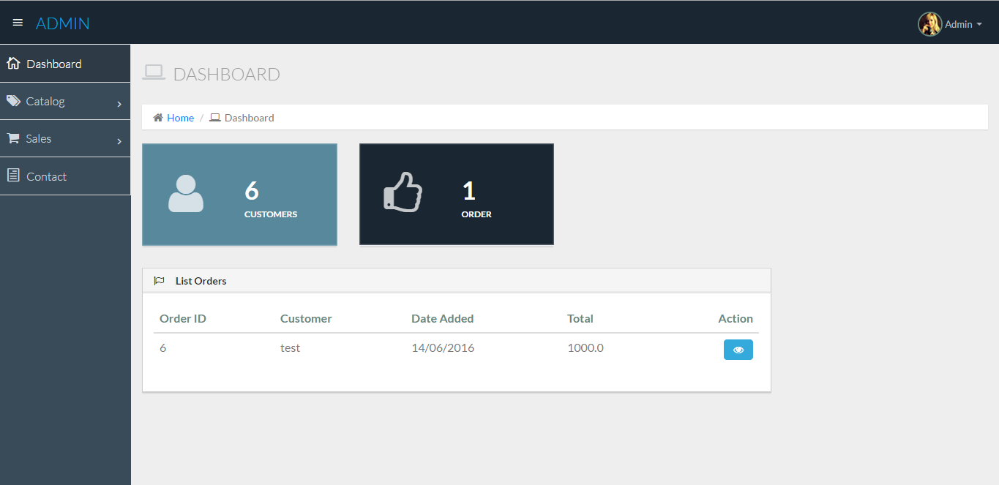 ADMIN
Admin
Dashboard
Catalog
Sales
Contact
DASHBOARD
Home / Dashboard
6
CUSTOMERS
1
ORDER
List Orders
Order ID Customer Date Added Total Action
6 test 14/06/2016 1000.0